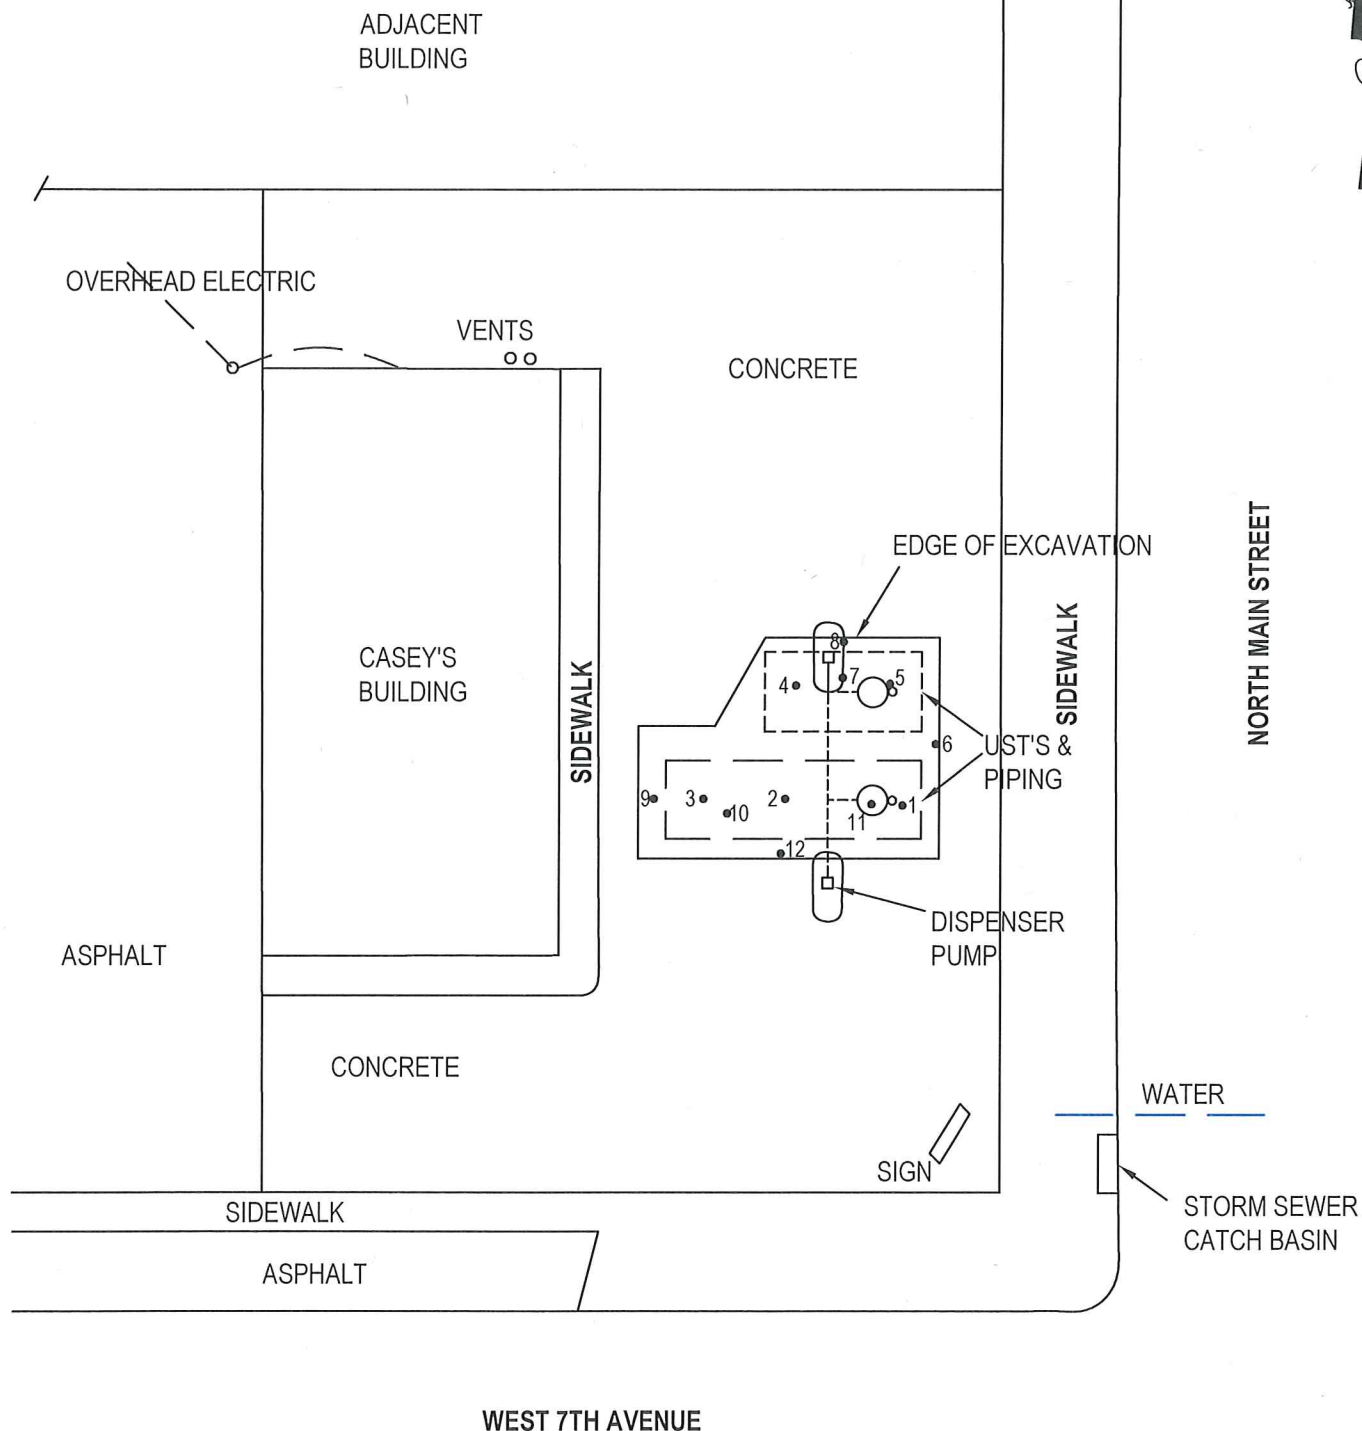 ADJACENT
BUILDING
OVERHEAD ELECTRIC
VENTS
CONCRETE
EDGE OF EXCAVATION
NORTH MAIN STREET
SIDEWALK
CASEY'S
BUILDING
SIDEWALK
8
4
7
5
6
UST'S &
PIPING
9
3
10
2
11
1
12
DISPENSER
PUMP
ASPHALT
CONCRETE
WATER
SIGN
STORM SEWER
CATCH BASIN
SIDEWALK
ASPHALT
WEST 7TH AVENUE